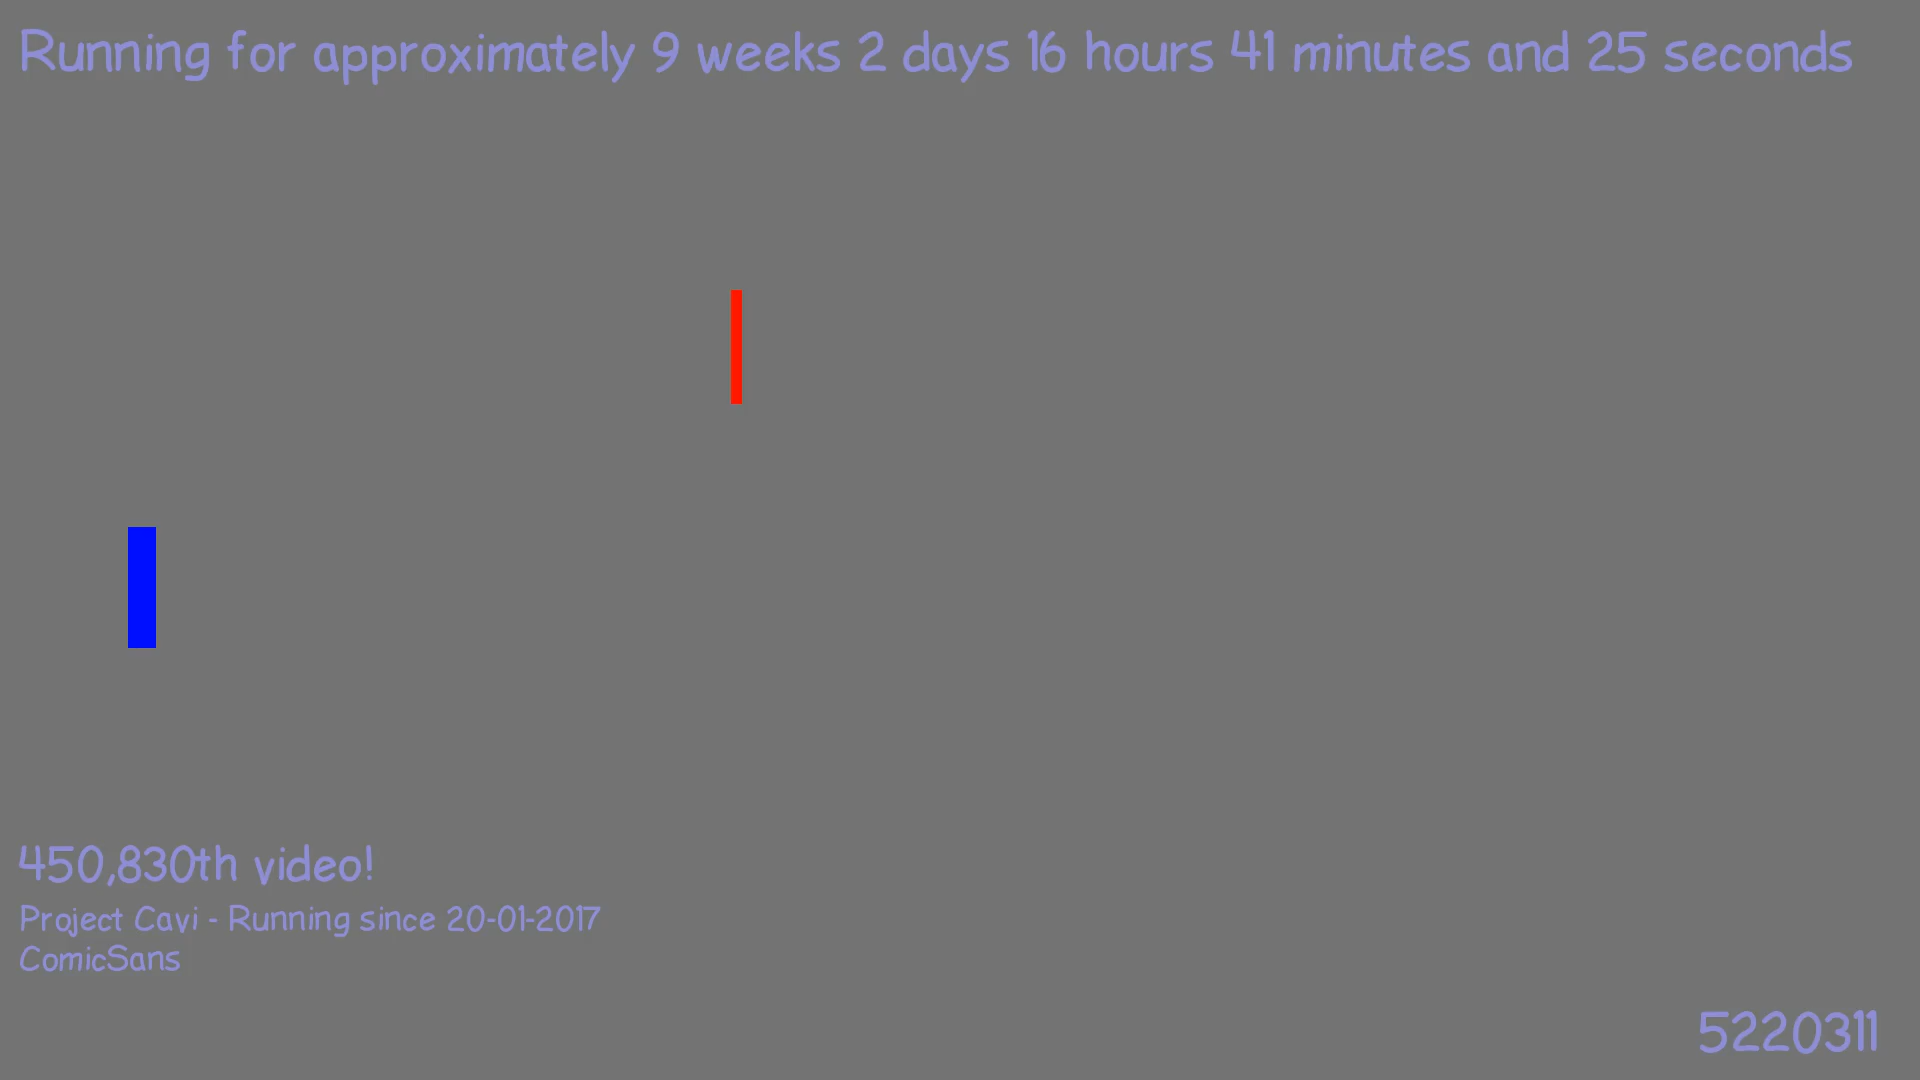 Running for approximately 9 weeks 2 days 16 hours 41 minutes and 25 seconds
450,830th video!
Project Cavi - Running since 20-01-2017
ComicSans
5220311